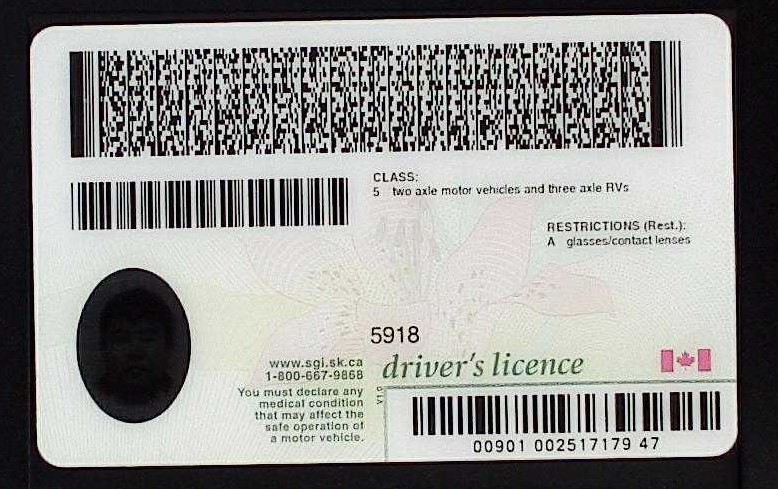 CLASS:
5 two axle motor vehicles and three axle RVs
RESTRICTIONS (Rest.):
A glasses/contact lenses
5918
www.sgi.sk.ca
1-800-667-9868
driver's licence
You must declare any
medical condition
that may affect the
safe operation of
a motor vehicle.
V1.0
00901 002517179 47